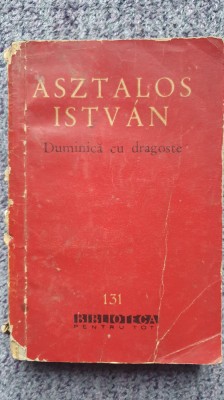 ASZTALOS
ISTVÁN
Duminică cu dragoste
131
BIBLIOTECA
PENTRU TOȚI